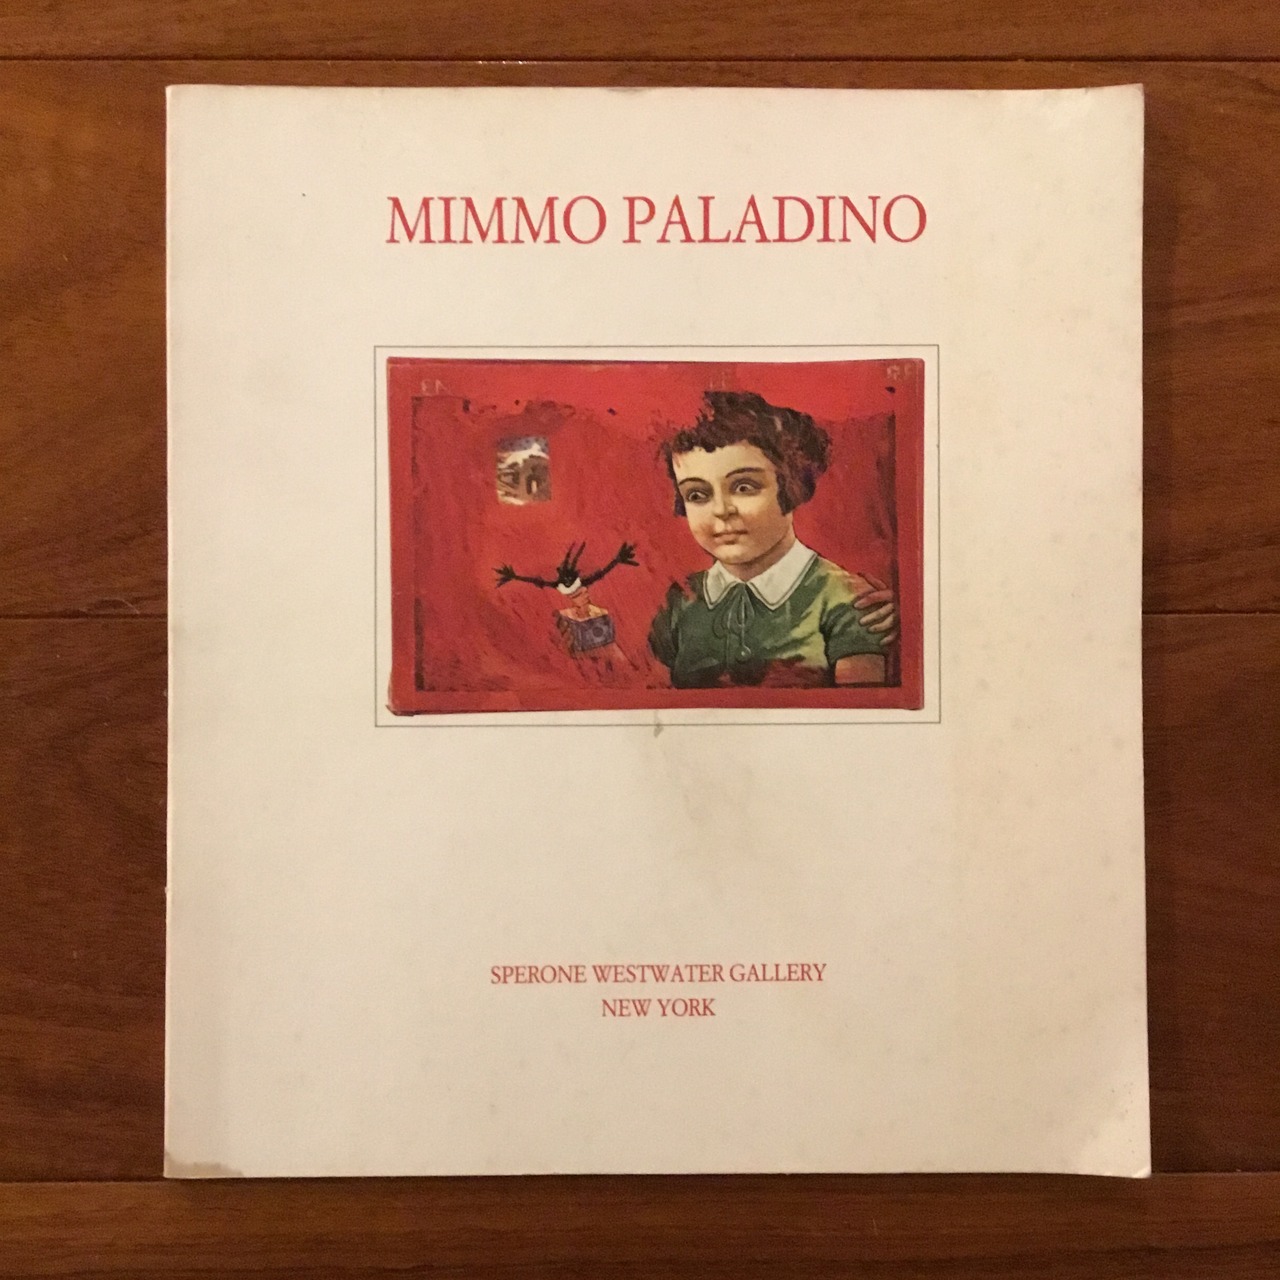 MIMMO PALADINO
SPERONE WESTWATER GALLERY
NEW YORK